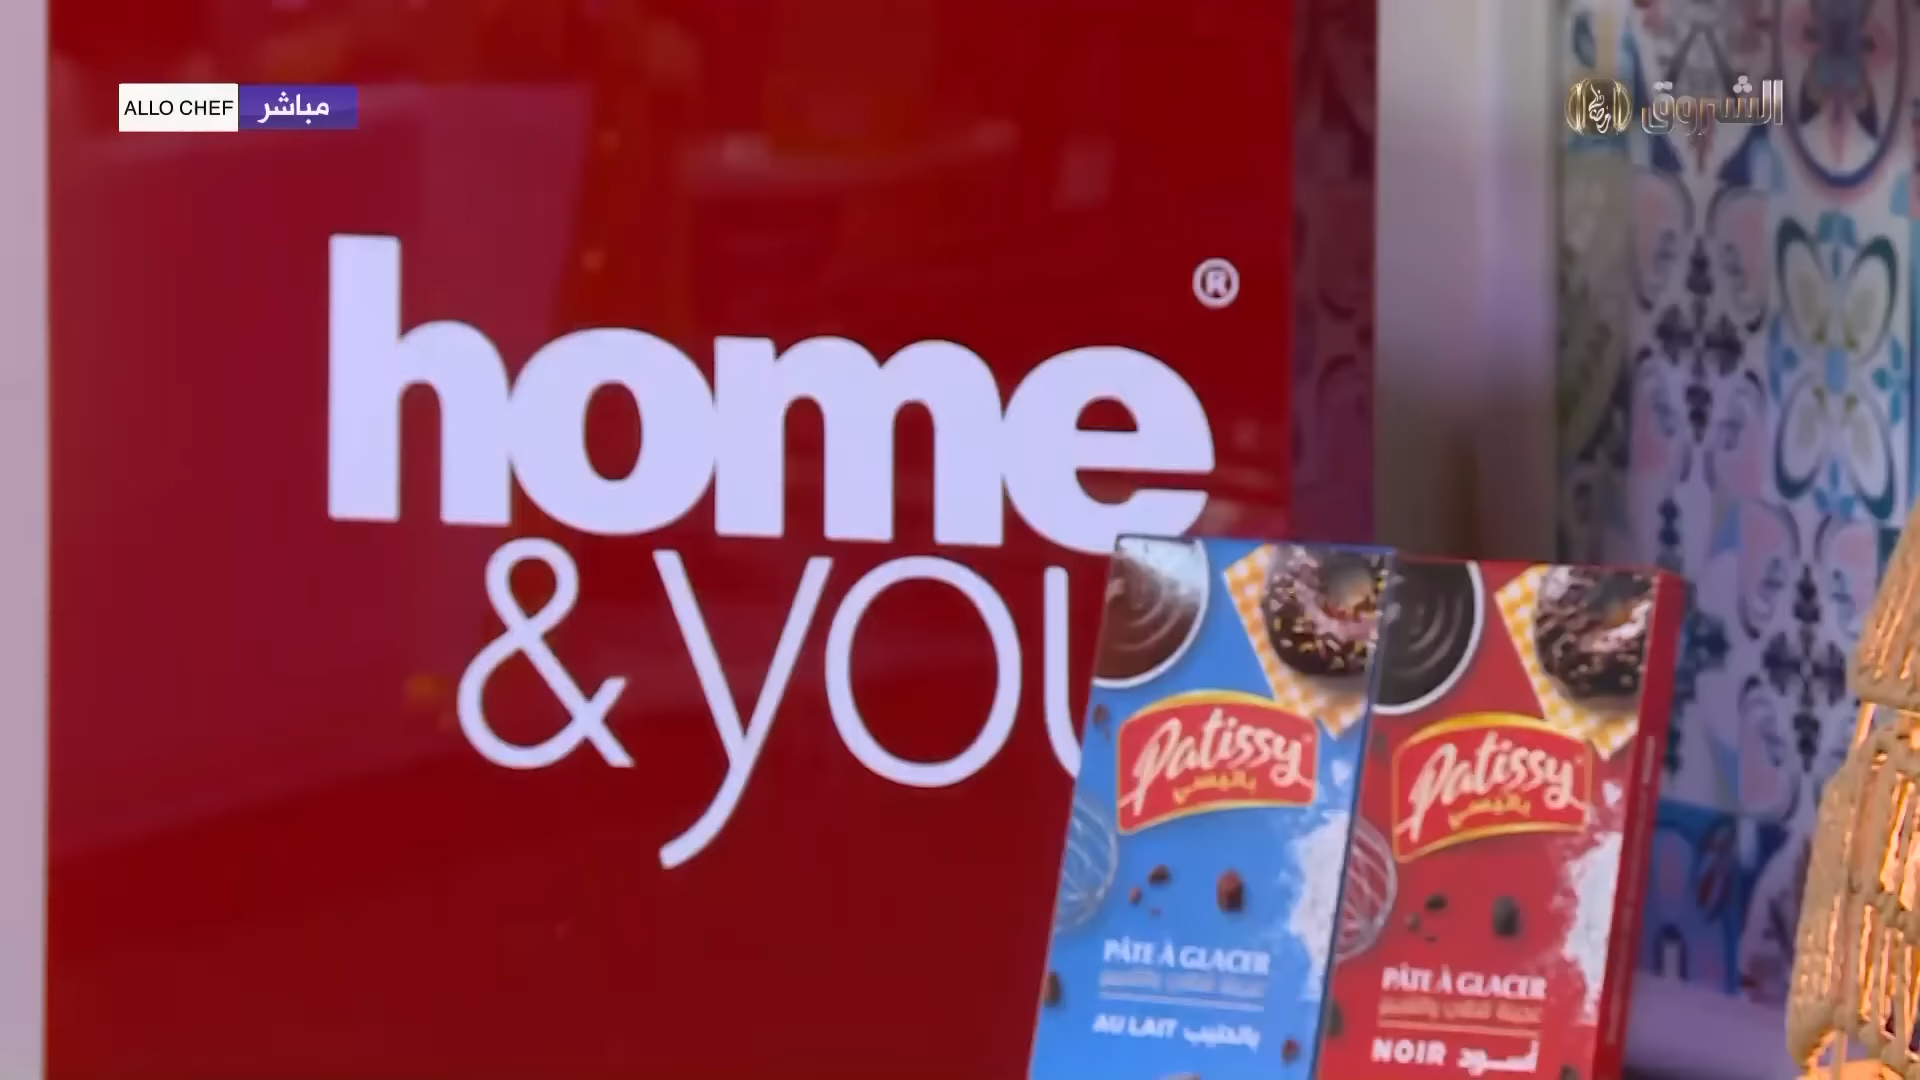 ALLO CHEF مباشر
الشروق
home®
&you
Patissy
باتيسي
PÂTE À GLACER
AU LAIT بالحليب
Patissy
باتيسي
PÂTE À GLACER
NOIR أسود